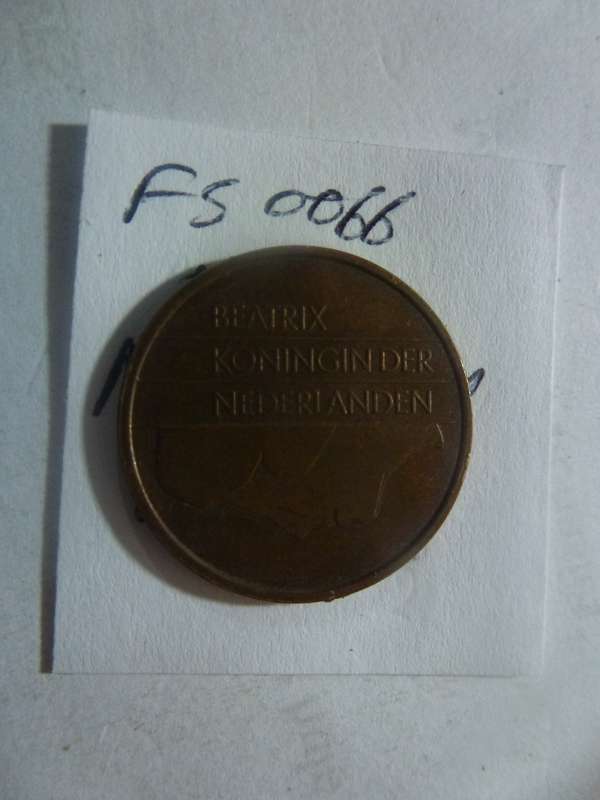 FS 0066
BEATRIX
KONINGIN DER
NEDERLANDEN